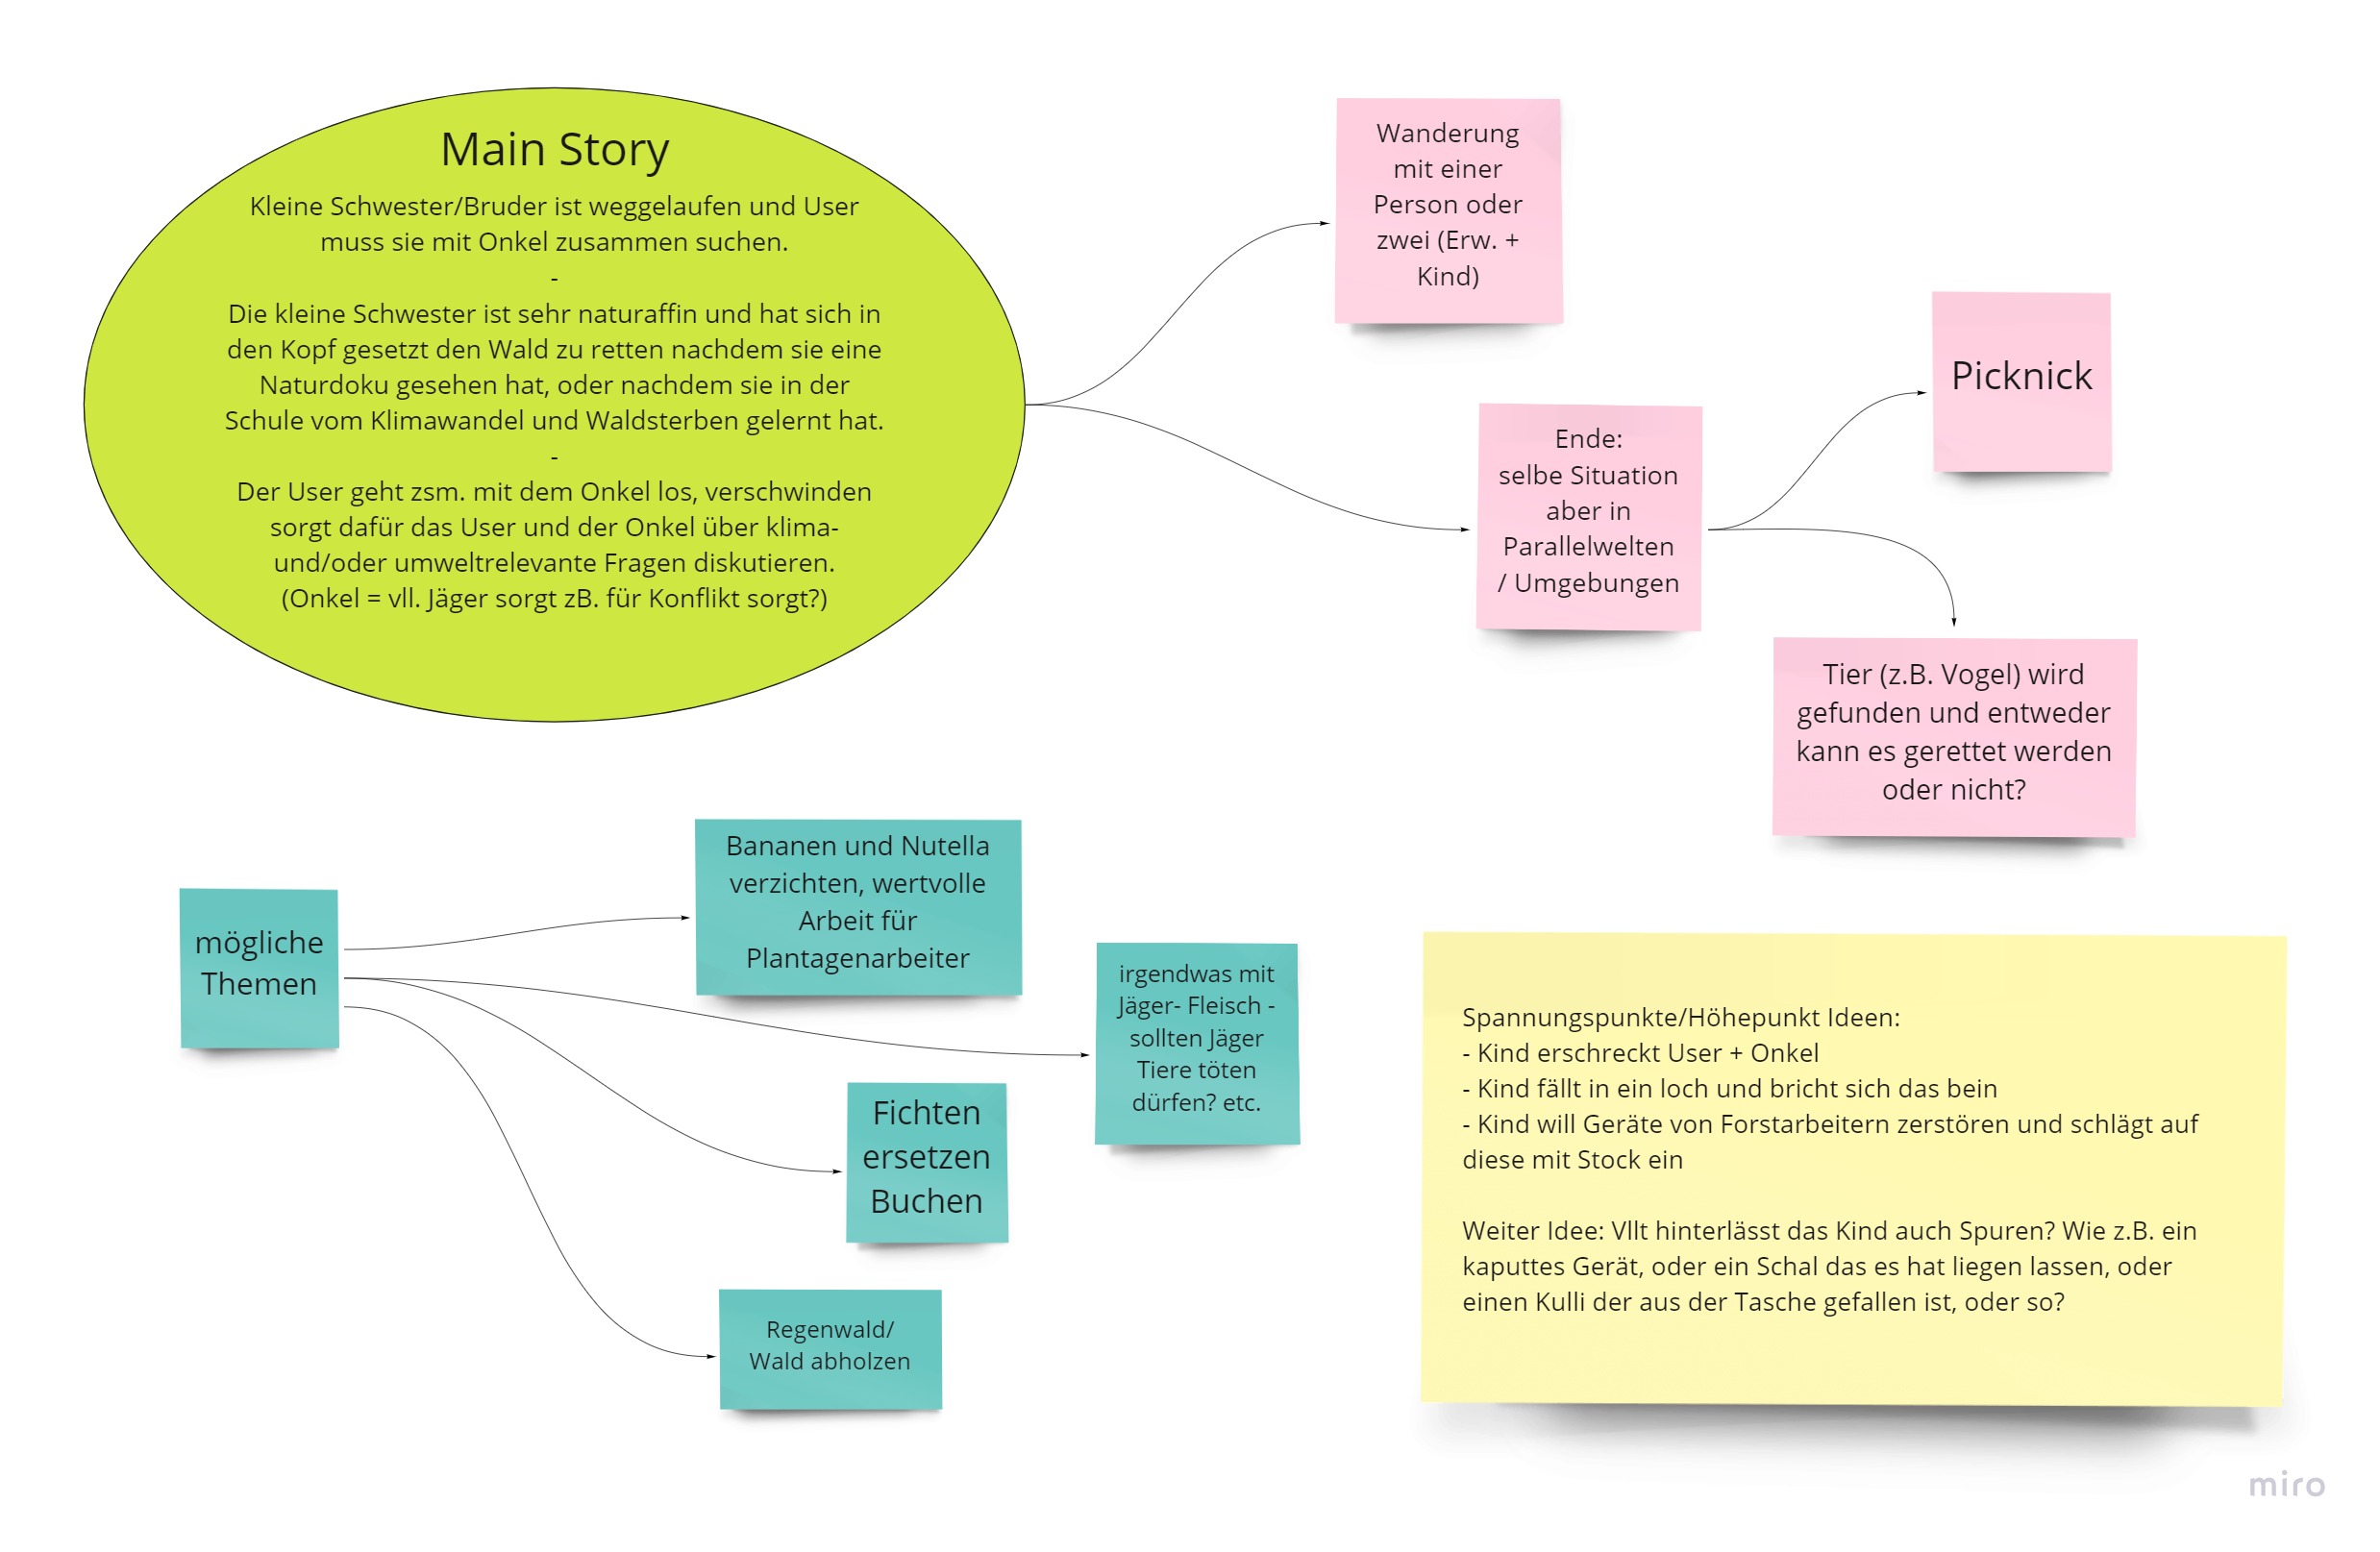 Main Story
Kleine Schwester/Bruder ist weggelaufen und User
muss sie mit Onkel zusammen suchen.
-
Die kleine Schwester ist sehr naturaffin und hat sich in
den Kopf gesetzt den Wald zu retten nachdem sie eine
Naturdoku gesehen hat, oder nachdem sie in der
Schule vom Klimawandel und Waldsterben gelernt hat.
-
Der User geht zsm. mit dem Onkel los, verschwinden
sorgt dafür das User und der Onkel über klima-
und/oder umweltrelevante Fragen diskutieren.
(Onkel = vll. Jäger sorgt zB. für Konflikt sorgt?)
Wanderung
mit einer
Person oder
zwei (Erw. +
Kind)
Ende:
selbe Situation
aber in
Parallelwelten
/ Umgebungen
Picknick
Tier (z.B. Vogel) wird
gefunden und entweder
kann es gerettet werden
oder nicht?
mögliche
Themen
Bananen und Nutella
verzichten, wertvolle
Arbeit für
Plantagenarbeiter
irgendwas mit
Jäger- Fleisch -
sollten Jäger
Tiere töten
dürfen? etc.
Fichten
ersetzen
Buchen
Regenwald/
Wald abholzen
Spannungspunkte/Höhepunkt Ideen:
- Kind erschreckt User + Onkel
- Kind fällt in ein loch und bricht sich das bein
- Kind will Geräte von Forstarbeitern zerstören und schlägt auf
diese mit Stock ein
Weiter Idee: Vllt hinterlässt das Kind auch Spuren? Wie z.B. ein
kaputtes Gerät, oder ein Schal das es hat liegen lassen, oder
einen Kulli der aus der Tasche gefallen ist, oder so?
miro